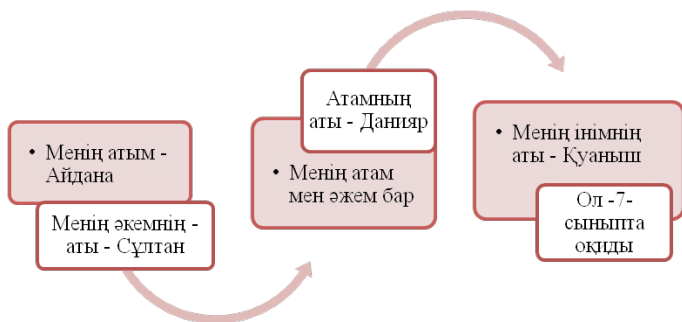 • Менің атым -
Айдана
Менің әкемнің -
аты - Сұлтан
Атамның
аты - Данияр
• Менің атам
мен әжем бар
• Менің інімнің
аты - Қуаныш
Ол -7-
сыныпта
оқиды